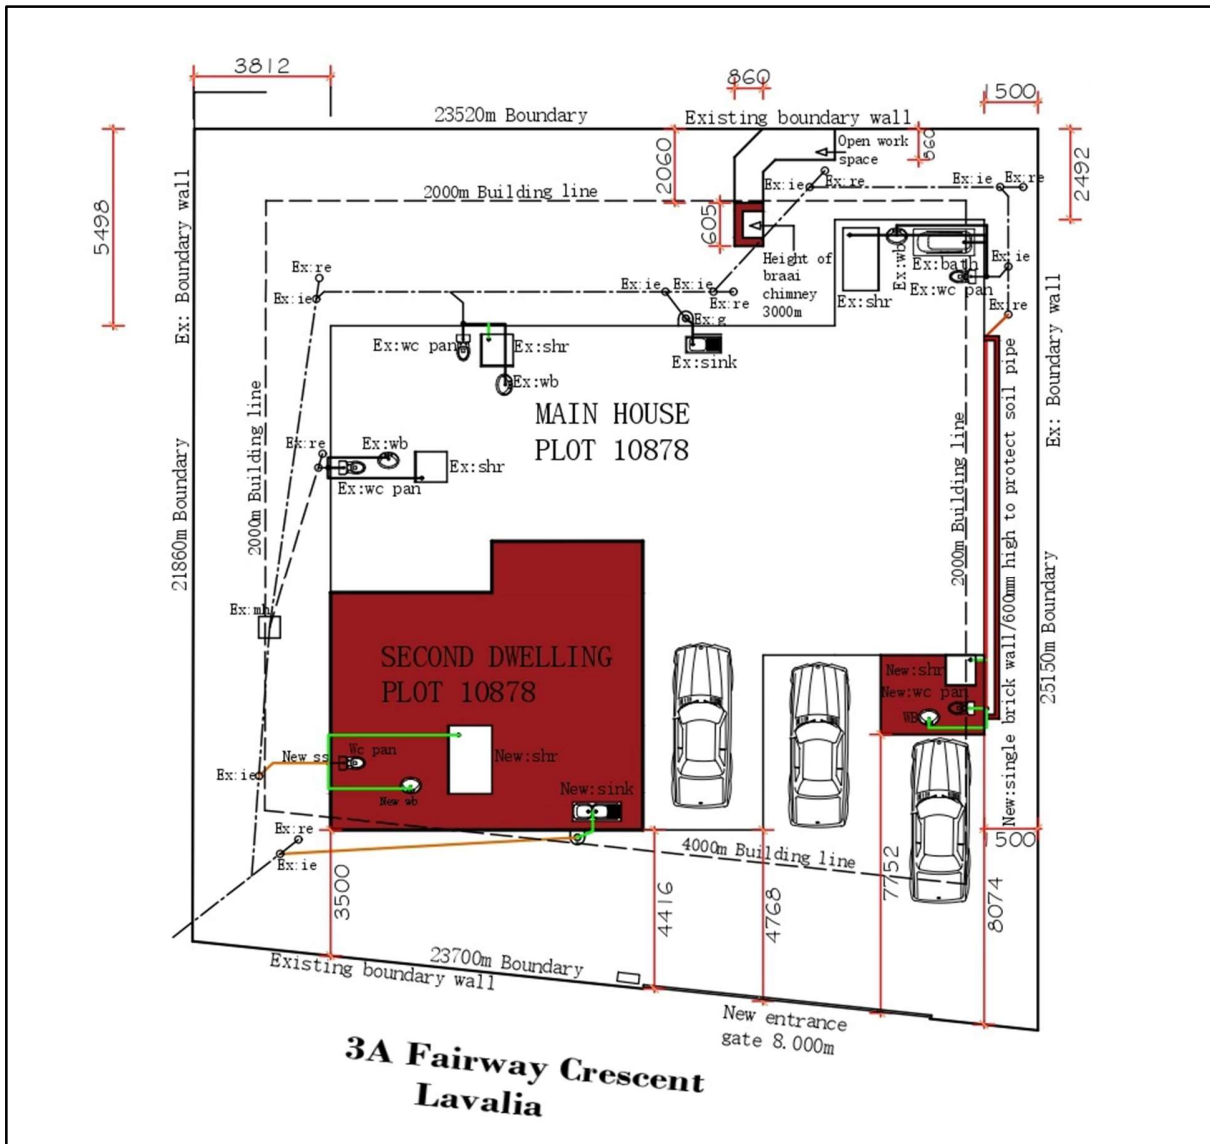 3812
860
1500
23520m Boundary
Existing boundary wall
Open work
space
860
2060
2492
5498
Ex: Boundary wall
2000m Building line
Ex:ie
Ex:re
Ex:ie
Ex:re
605
Height of
braai
chimney
3000m
Ex:wb
Ex:bath
Ex:wc pan
Ex:ie
Ex:shr
Ex:re
Ex: Boundary wall
Ex:re
Ex:ie
Ex:ie
Ex:ie
Ex:re
Ex:g
Ex:wc pan
Ex:shr
Ex:wb
Ex:sink
MAIN HOUSE
PLOT 10878
2000m Building line
21860m Boundary
Ex:re
Ex:wb
Ex:shr
Ex:wc pan
2000m Building line
New:single brick wall/600mm high to protect soil pipe
25150m Boundary
Ex:mh
SECOND DWELLING
PLOT 10878
New:shr
New:wc pan
WB
New ss
Wc pan
Ex:ie
New:shr
New wb
New:sink
Ex:re
Ex:ie
4000m Building line
1500
3500
4416
4768
7752
8074
23700m Boundary
Existing boundary wall
New entrance
gate 8.000m
3A Fairway Crescent
Lavalia